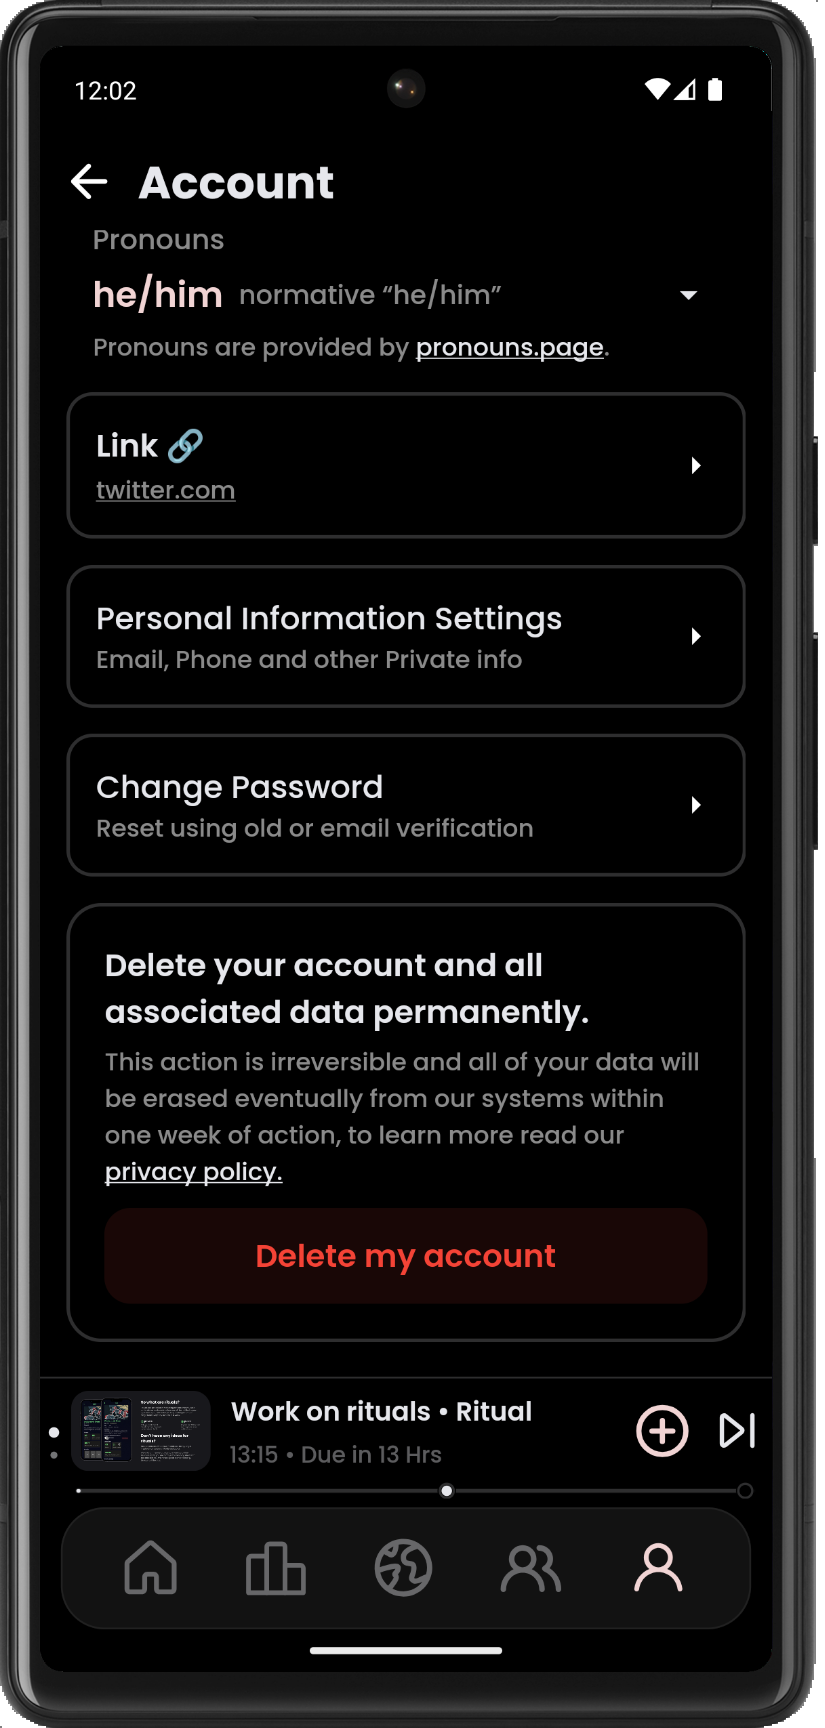 12:02
Account
Pronouns
he/him normative “he/him”
Pronouns are provided by pronouns.page.
Link 🔗
twitter.com
Personal Information Settings
Email, Phone and other Private info
Change Password
Reset using old or email verification
Delete your account and all
associated data permanently.
This action is irreversible and all of your data will
be erased eventually from our systems within
one week of action, to learn more read our
privacy policy.
Delete my account
Work on rituals • Ritual
13:15 • Due in 13 Hrs